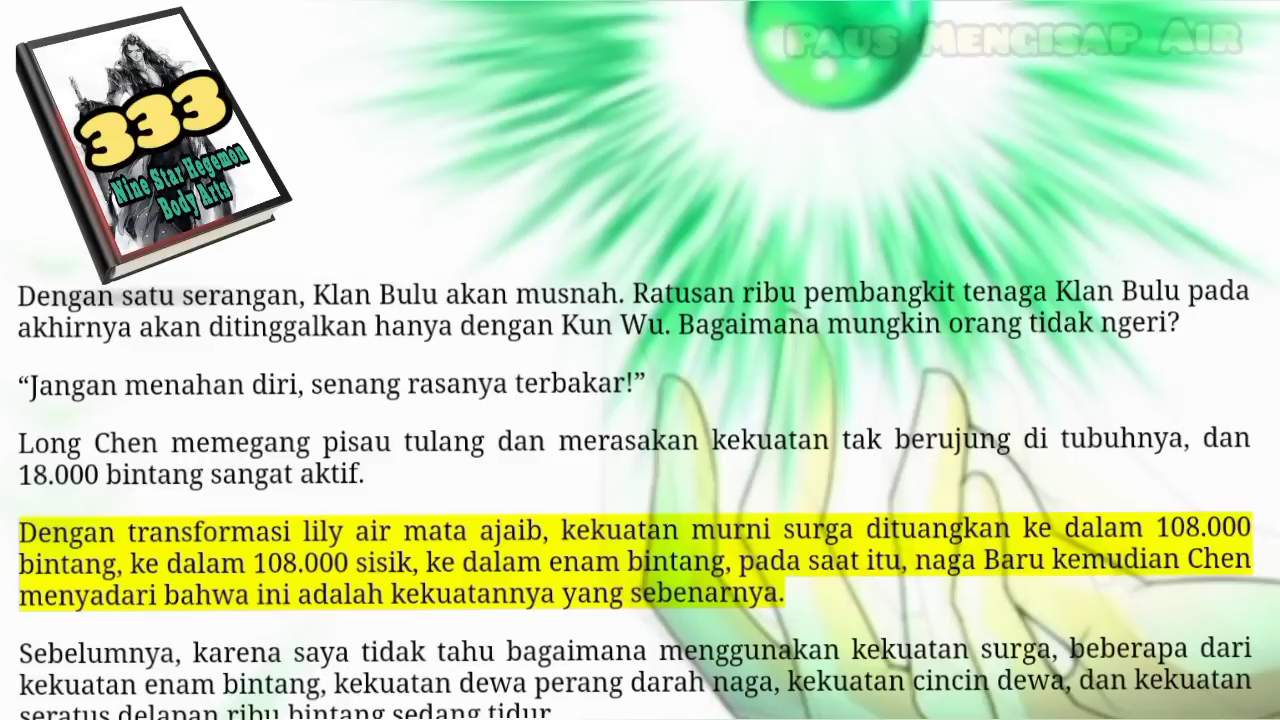 Paus Mengisap Air
333
Nine Star Hegemon
Body Arts
Dengan satu serangan, Klan Bulu akan musnah. Ratusan ribu pembangkit tenaga Klan Bulu pada
akhirnya akan ditinggalkan hanya dengan Kun Wu. Bagaimana mungkin orang tidak ngeri?
“Jangan menahan diri, senang rasanya terbakar!”
Long Chen memegang pisau tulang dan merasakan kekuatan tak berujung di tubuhnya, dan
18.000 bintang sangat aktif.
Dengan transformasi lily air mata ajaib, kekuatan murni surga dituangkan ke dalam 108.000
bintang, ke dalam 108.000 sisik, ke dalam enam bintang, pada saat itu, naga Baru kemudian Chen
menyadari bahwa ini adalah kekuatannya yang sebenarnya.
Sebelumnya, karena saya tidak tahu bagaimana menggunakan kekuatan surga, beberapa dari
kekuatan enam bintang, kekuatan dewa perang darah naga, kekuatan cincin dewa, dan kekuatan
seratus delapan ribu bintang sedang tidur.